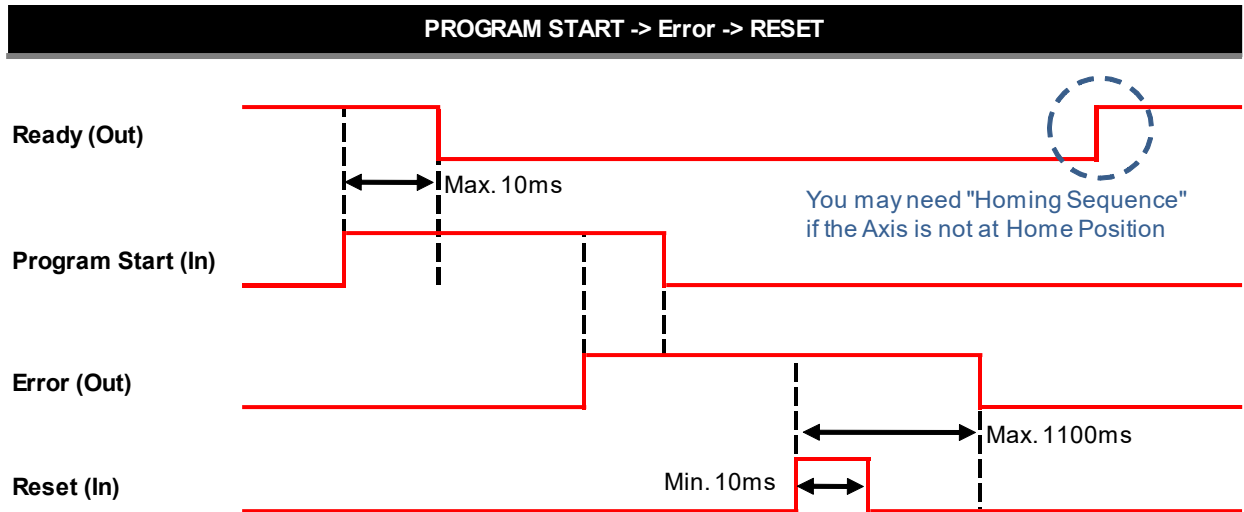 PROGRAM START -> Error -> RESET
Ready (Out)
Max. 10ms
You may need "Homing Sequence"
if the Axis is not at Home Position
Program Start (In)
Error (Out)
Max. 1100ms
Reset (In)
Min. 10ms